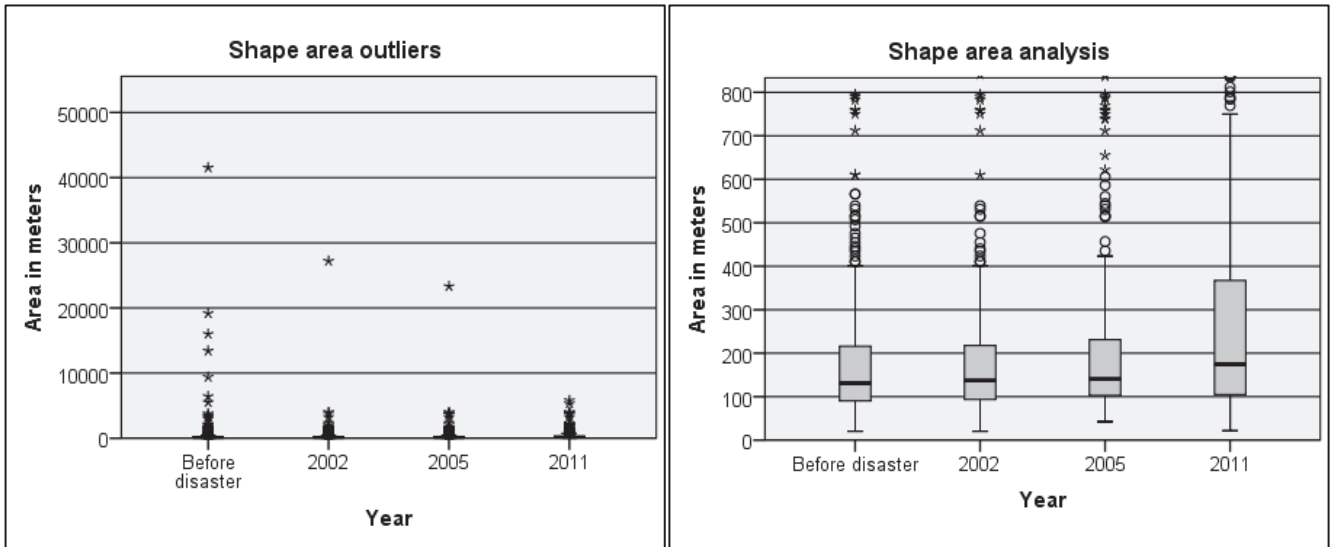 Shape area outliers
Area in meters
50000
40000
30000
20000
10000
0
Before
disaster
2002
2005
2011
Year
Shape area analysis
Area in meters
800
700
600
500
400
300
200
100
0
Before disaster
2002
2005
2011
Year